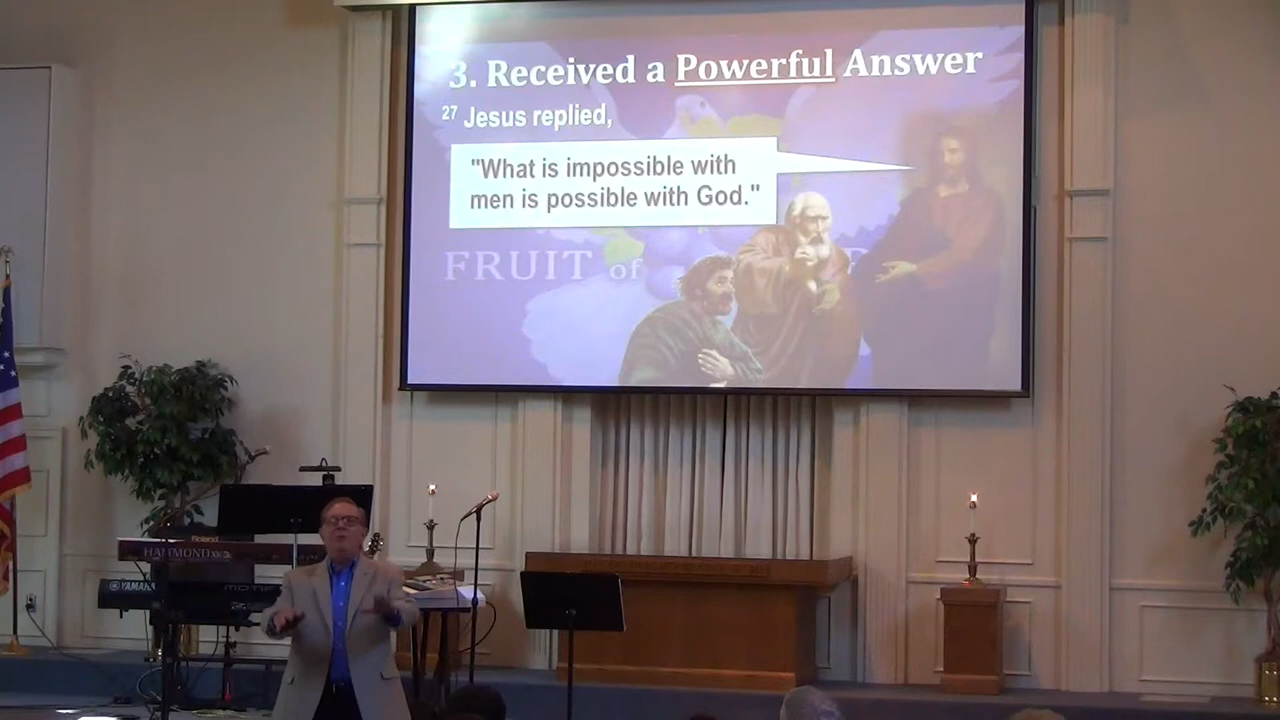 3. Received a Powerful Answer
27 Jesus replied,
"What is impossible with
men is possible with God."
FRUIT of
Roland
HAMMOND
YAMAHA
MOTIF